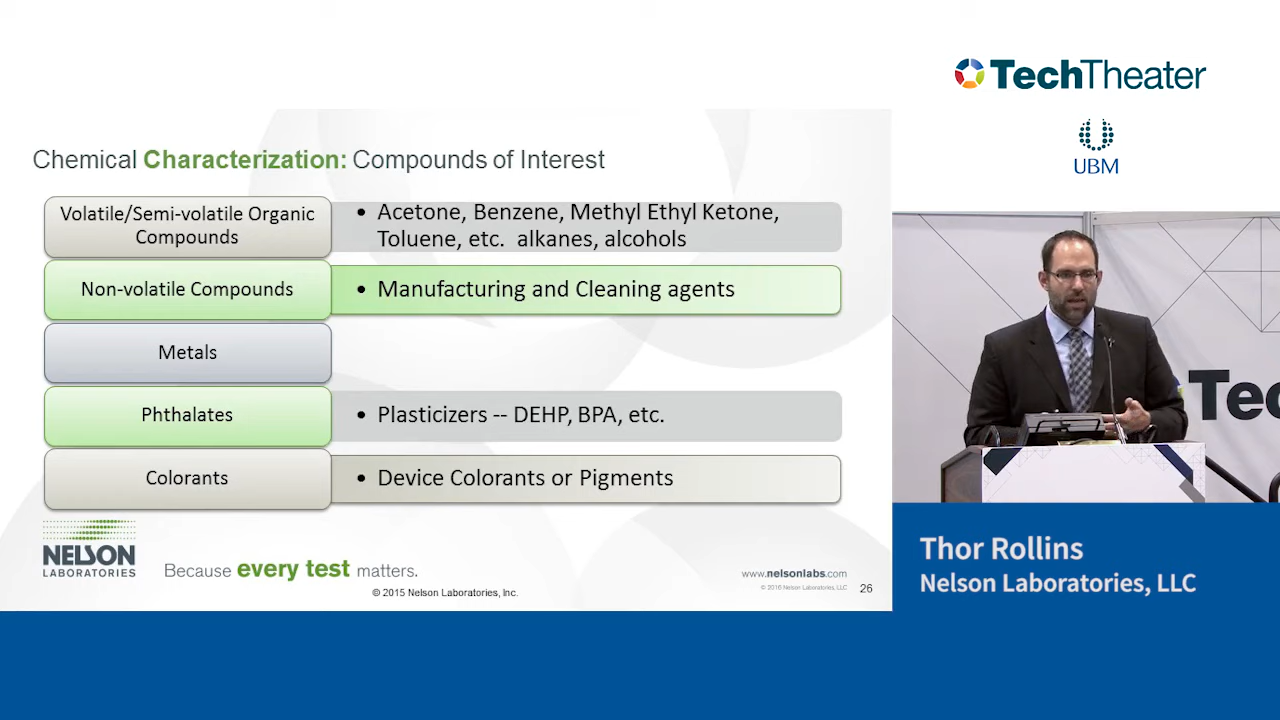 TechTheater
UBM
Chemical Characterization: Compounds of Interest
Volatile/Semi-volatile Organic
Compounds
• Acetone, Benzene, Methyl Ethyl Ketone,
Toluene, etc.  alkanes, alcohols
Non-volatile Compounds
• Manufacturing and Cleaning agents
Metals
Phthalates
• Plasticizers -- DEHP, BPA, etc.
Colorants
• Device Colorants or Pigments
NELSON
LABORATORIES
Because every test matters.
© 2015 Nelson Laboratories, Inc.
www.nelsonlabs.com
© 2016 Nelson Laboratories, LLC
26
Tec
Thor Rollins
Nelson Laboratories, LLC